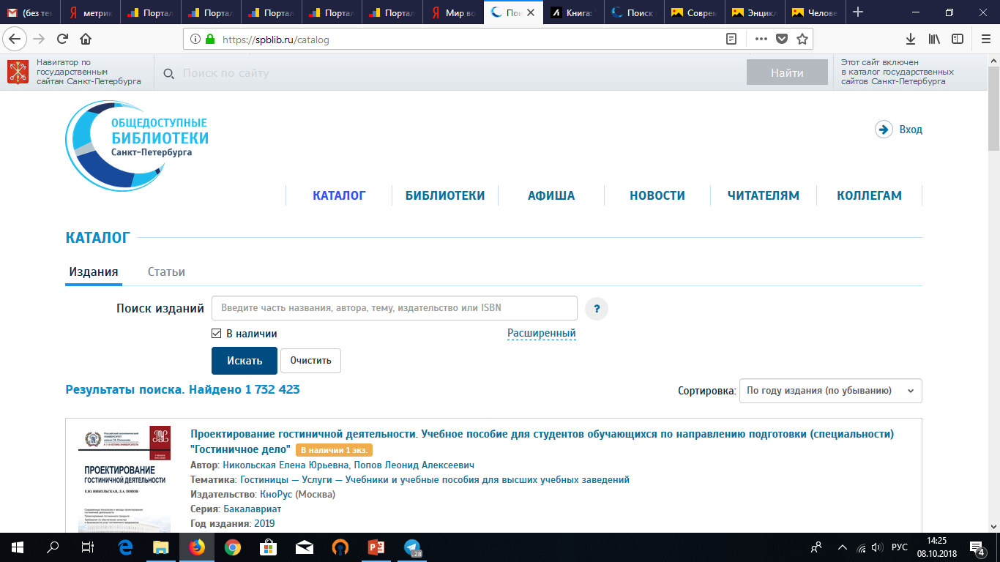 (без тем
метрик
Портал
Портал
Портал
Портал
Портал
Мир во
Пои
Книга:
Поиск
Соврем
Энцикл
Челове
https://spblib.ru/catalog
Навигатор по
государственным
сайтам Санкт-Петербурга
Поиск по сайту
Найти
Этот сайт включен
в каталог государственных
сайтов Санкт-Петербурга
ОБЩЕДОСТУПНЫЕ
БИБЛИОТЕКИ
Санкт-Петербурга
Вход
КАТАЛОГ
БИБЛИОТЕКИ
АФИША
НОВОСТИ
ЧИТАТЕЛЯМ
КОЛЛЕГАМ
КАТАЛОГ
Издания
Статьи
Поиск изданий
Введите часть названия, автора, тему, издательство или ISBN
?
В наличии
Расширенный
Искать
Очистить
Результаты поиска. Найдено 1 732 423
Сортировка:
По году издания (по убыванию)
ПРОЕКТИРОВАНИЕ
ГОСТИНИЧНОЙ ДЕЯТЕЛЬНОСТИ
Е.Ю. НИКОЛЬСКАЯ, Л.А. ПОПОВ
Проектирование гостиничной деятельности. Учебное пособие для студентов обучающихся по направлению подготовки (специальности)
"Гостиничное дело" В наличии 1 экз.
Автор: Никольская Елена Юрьевна, Попов Леонид Алексеевич
Тематика: Гостиницы — Услуги — Учебники и учебные пособия для высших учебных заведений
Издательство: КноРус (Москва)
Серия: Бакалавриат
Год издания: 2019
РУС
14:25
08.10.2018
4